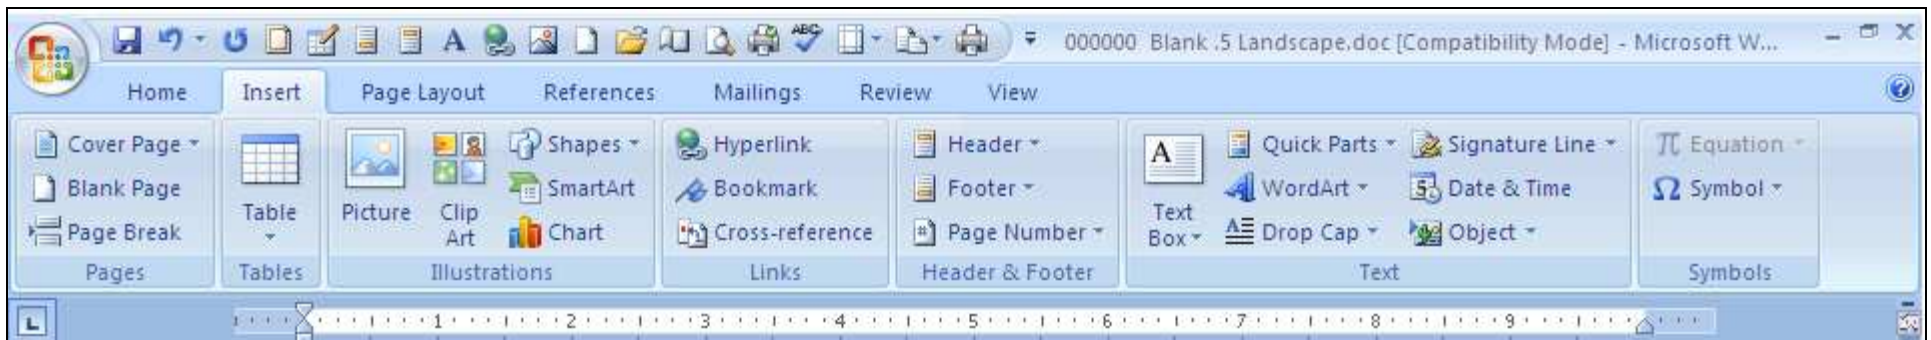 000000 Blank .5 Landscape.doc [Compatibility Mode] - Microsoft W...
Home Insert Page Layout References Mailings Review View
Cover Page
Blank Page
Page Break
Pages
Table
Tables
Picture
Clip
Art
Shapes
SmartArt
Chart
Illustrations
Hyperlink
Bookmark
Cross-reference
Links
Header
Footer
Page Number
Header & Footer
A
Text
Box
Quick Parts
WordArt
Drop Cap
Signature Line
Date & Time
Object
Text
π Equation
Ω Symbol
Symbols
L
1 2 3 4 5 6 7 8 9